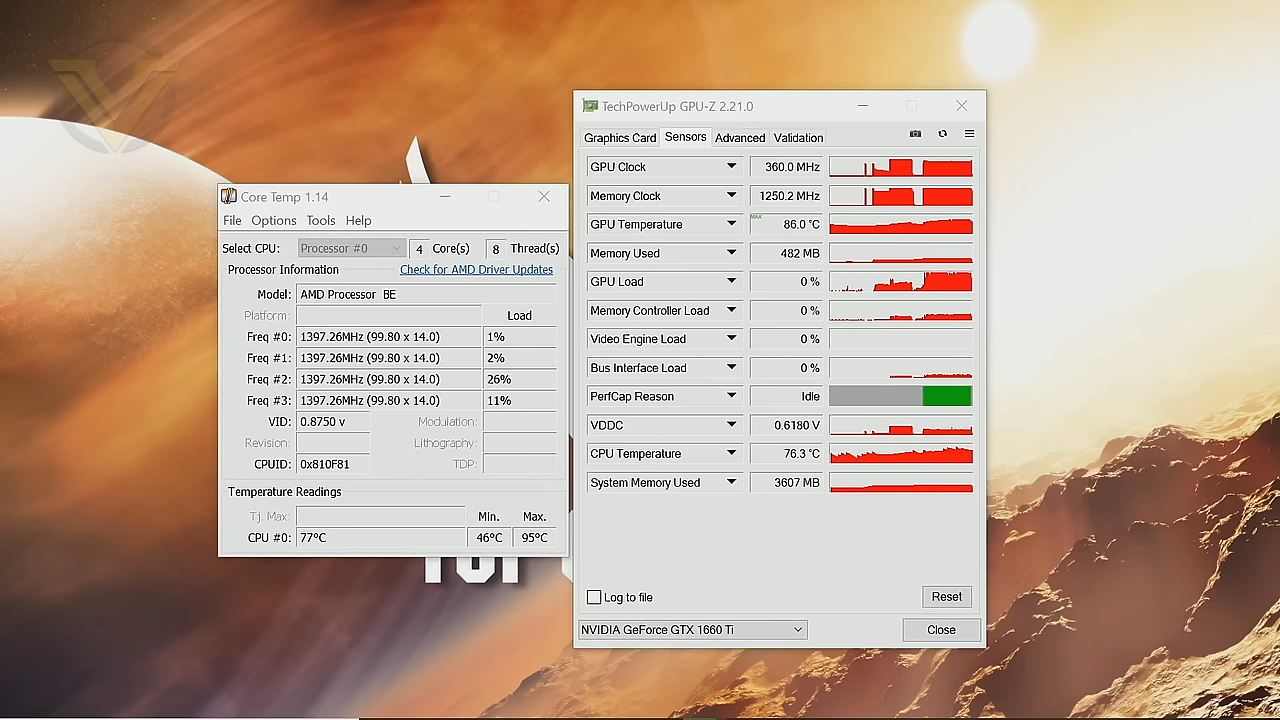 Core Temp 1.14
File Options Tools Help
Select CPU: Processor #0 4 Core(s) 8 Thread(s)
Processor Information Check for AMD Driver Updates
Model: AMD Processor BE
Platform: Load
Freq #0: 1397.26MHz (99.80 x 14.0) 1%
Freq #1: 1397.26MHz (99.80 x 14.0) 2%
Freq #2: 1397.26MHz (99.80 x 14.0) 26%
Freq #3: 1397.26MHz (99.80 x 14.0) 11%
VID: 0.8750 v Modulation:
Revision: Lithography:
CPUID: 0x810F81 TDP:
Temperature Readings
Tj. Max: Min. Max.
CPU #0: 77°C 46°C 95°C
TechPowerUp GPU-Z 2.21.0
Graphics Card Sensors Advanced Validation
GPU Clock 360.0 MHz
Memory Clock 1250.2 MHz
GPU Temperature MAX 86.0 °C
Memory Used 482 MB
GPU Load 0 %
Memory Controller Load 0 %
Video Engine Load 0 %
Bus Interface Load 0 %
PerfCap Reason Idle
VDDC 0.6180 V
CPU Temperature 76.3 °C
System Memory Used 3607 MB
Log to file Reset
NVIDIA GeForce GTX 1660 Ti Close